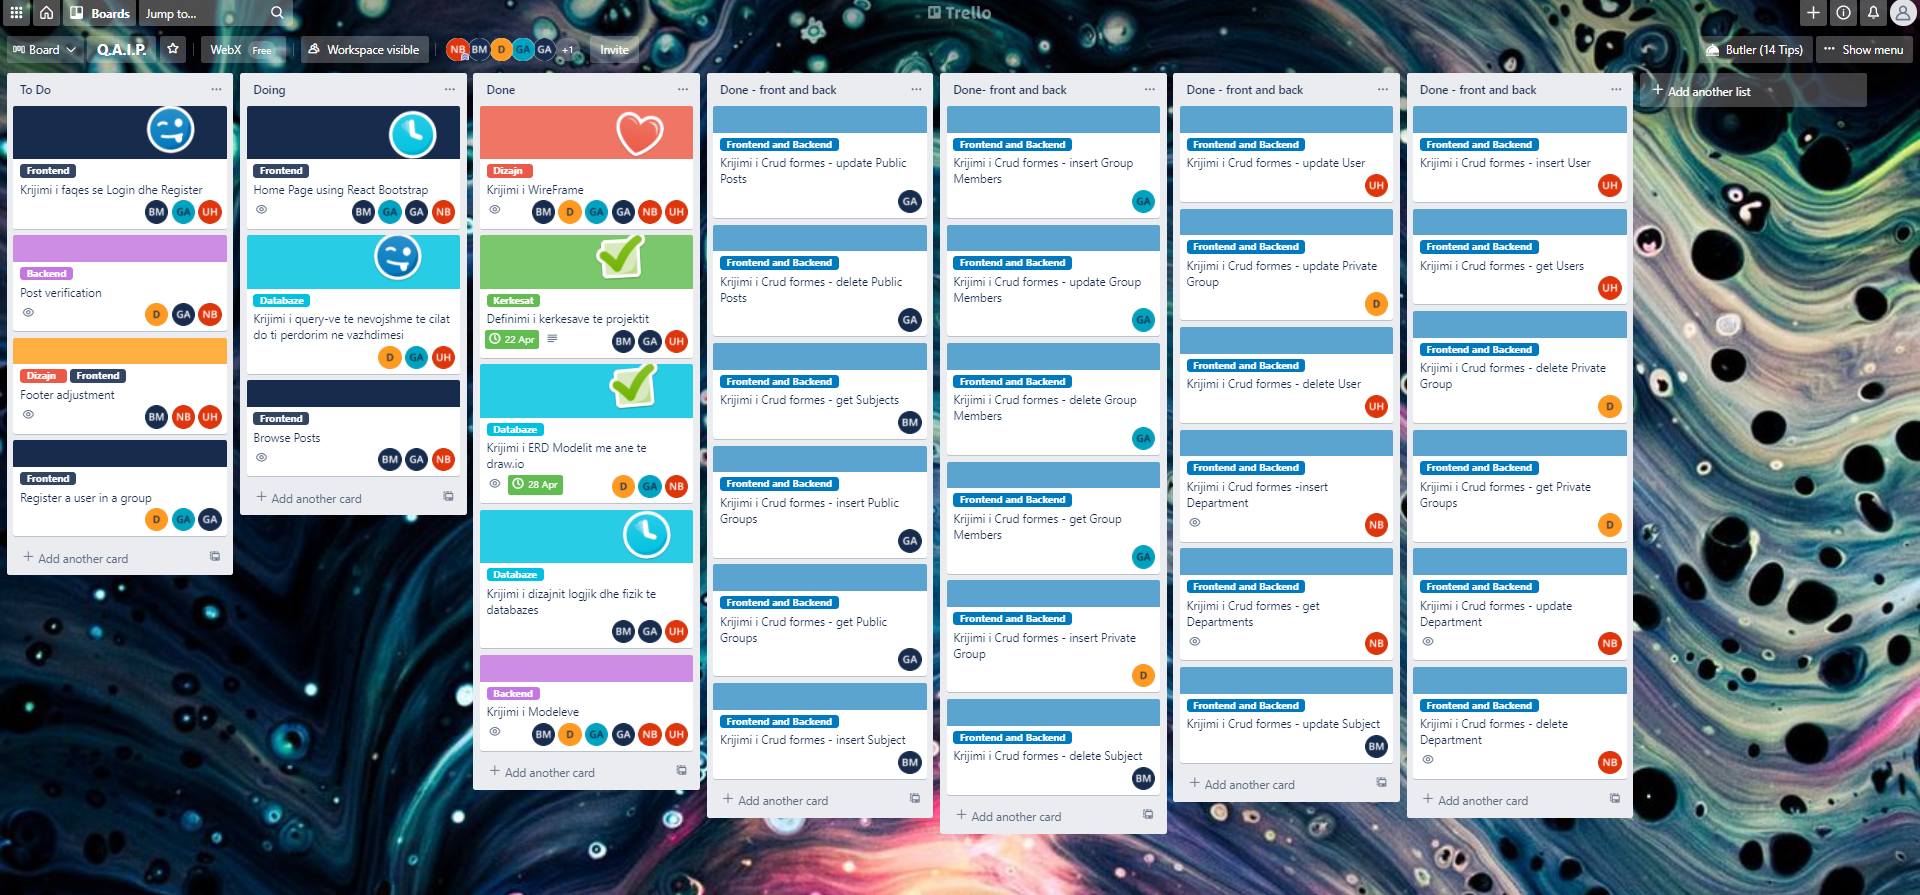 Boards
Jump to...
Trello
Board
Q.A.I.P.
WebX Free
Workspace visible
NB BM D GA GA +1
Invite
Butler (14 Tips)
Show menu
To Do
Frontend
Krijimi i faqes se Login dhe Register
BM GA UH
Backend
Post verification
D GA NB
Dizajn Frontend
Footer adjustment
BM NB UH
Frontend
Register a user in a group
D GA GA
Add another card
Doing
Frontend
Home Page using React Bootstrap
BM GA GA NB
Databaze
Krijimi i query-ve te nevojshme te cilat
do ti perdorim ne vazhdimesi
D GA UH
Frontend
Browse Posts
BM GA NB
Add another card
Done
Dizajn
Krijimi i WireFrame
BM D GA GA NB UH
Kerkesat
Definimi i kerkesave te projektit
22 Apr
BM GA UH
Databaze
Krijimi i ERD Modelit me ane te
draw.io
28 Apr
D GA NB
Databaze
Krijimi i dizajnit logjik dhe fizik te
databazes
BM GA UH
Backend
Krijimi i Modeleve
BM D GA GA NB UH
Add another card
Done - front and back
Frontend and Backend
Krijimi i Crud formes - update Public
Posts
GA
Frontend and Backend
Krijimi i Crud formes - delete Public
Posts
GA
Frontend and Backend
Krijimi i Crud formes - get Subjects
BM
Frontend and Backend
Krijimi i Crud formes - insert Public
Groups
GA
Frontend and Backend
Krijimi i Crud formes - get Public
Groups
GA
Frontend and Backend
Krijimi i Crud formes - insert Subject
BM
Add another card
Done- front and back
Frontend and Backend
Krijimi i Crud formes - insert Group
Members
GA
Frontend and Backend
Krijimi i Crud formes - update Group
Members
GA
Frontend and Backend
Krijimi i Crud formes - delete Group
Members
GA
Frontend and Backend
Krijimi i Crud formes - get Group
Members
GA
Frontend and Backend
Krijimi i Crud formes - insert Private
Group
D
Frontend and Backend
Krijimi i Crud formes - delete Subject
BM
Add another card
Done - front and back
Frontend and Backend
Krijimi i Crud formes - update User
UH
Frontend and Backend
Krijimi i Crud formes - update Private
Group
D
Frontend and Backend
Krijimi i Crud formes - delete User
UH
Frontend and Backend
Krijimi i Crud formes -insert
Department
NB
Frontend and Backend
Krijimi i Crud formes - get
Departments
NB
Frontend and Backend
Krijimi i Crud formes - update Subject
BM
Add another card
Done - front and back
Frontend and Backend
Krijimi i Crud formes - insert User
UH
Frontend and Backend
Krijimi i Crud formes - get Users
UH
Frontend and Backend
Krijimi i Crud formes - delete Private
Group
D
Frontend and Backend
Krijimi i Crud formes - get Private
Groups
D
Frontend and Backend
Krijimi i Crud formes - update
Department
NB
Frontend and Backend
Krijimi i Crud formes - delete
Department
NB
Add another card
Add another list